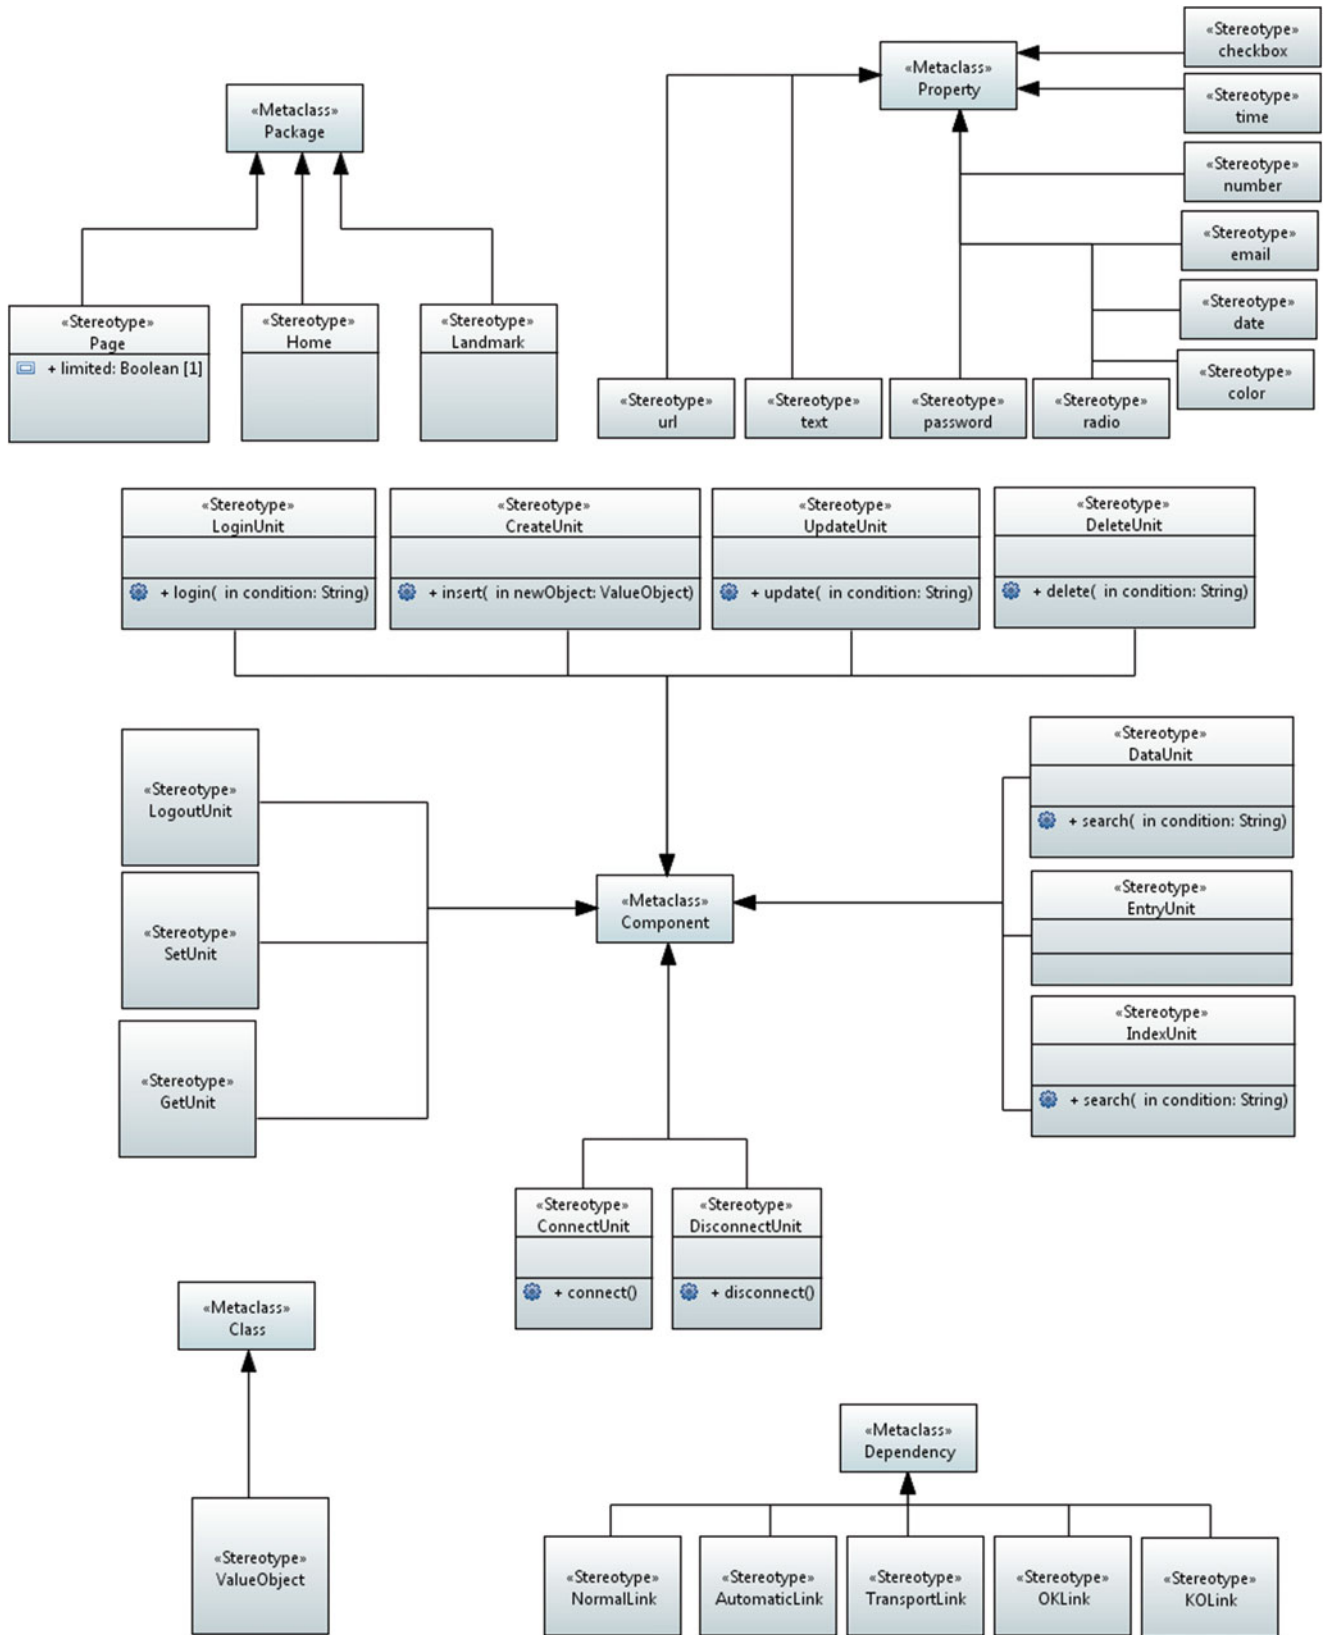 «Stereotype»
checkbox
«Metaclass»
Property
«Stereotype»
time
«Metaclass»
Package
«Stereotype»
number
«Stereotype»
email
«Stereotype»
date
«Stereotype»
color
«Stereotype»
Page
+ limited: Boolean [1]
«Stereotype»
Home
«Stereotype»
Landmark
«Stereotype»
url
«Stereotype»
text
«Stereotype»
password
«Stereotype»
radio
«Stereotype»
LoginUnit
+ login( in condition: String)
«Stereotype»
CreateUnit
+ insert( in newObject: ValueObject)
«Stereotype»
UpdateUnit
+ update( in condition: String)
«Stereotype»
DeleteUnit
+ delete( in condition: String)
«Stereotype»
LogoutUnit
«Stereotype»
SetUnit
«Stereotype»
GetUnit
«Metaclass»
Component
«Stereotype»
DataUnit
+ search( in condition: String)
«Stereotype»
EntryUnit
«Stereotype»
IndexUnit
+ search( in condition: String)
«Stereotype»
ConnectUnit
+ connect()
«Stereotype»
DisconnectUnit
+ disconnect()
«Metaclass»
Class
«Stereotype»
ValueObject
«Metaclass»
Dependency
«Stereotype»
NormalLink
«Stereotype»
AutomaticLink
«Stereotype»
TransportLink
«Stereotype»
OKLink
«Stereotype»
KOLink